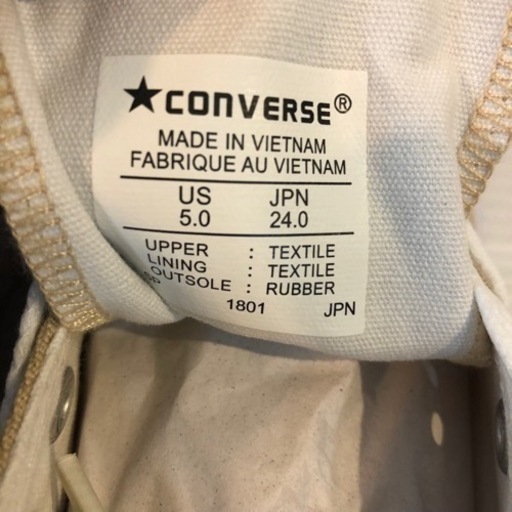 ★CONVERSE®
MADE IN VIETNAM
FABRIQUE AU VIETNAM
US JPN
5.0 24.0
UPPER : TEXTILE
LINING : TEXTILE
OUTSOLE : RUBBER
1801 JPN